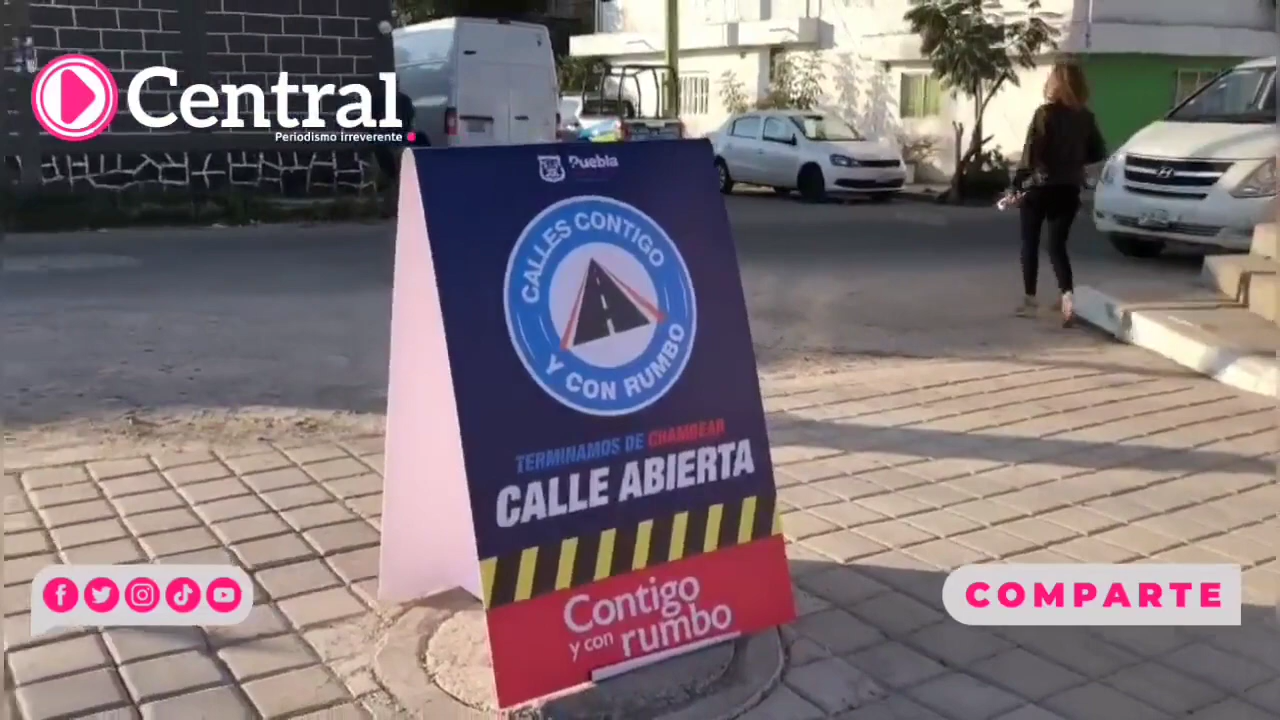 Central
Periodismo irreverente
Puebla
CALLES CONTIGO
Y CON RUMBO
TERMINAMOS DE CHAMBEAR
CALLE ABIERTA
Contigo
y con rumbo
COMPARTE